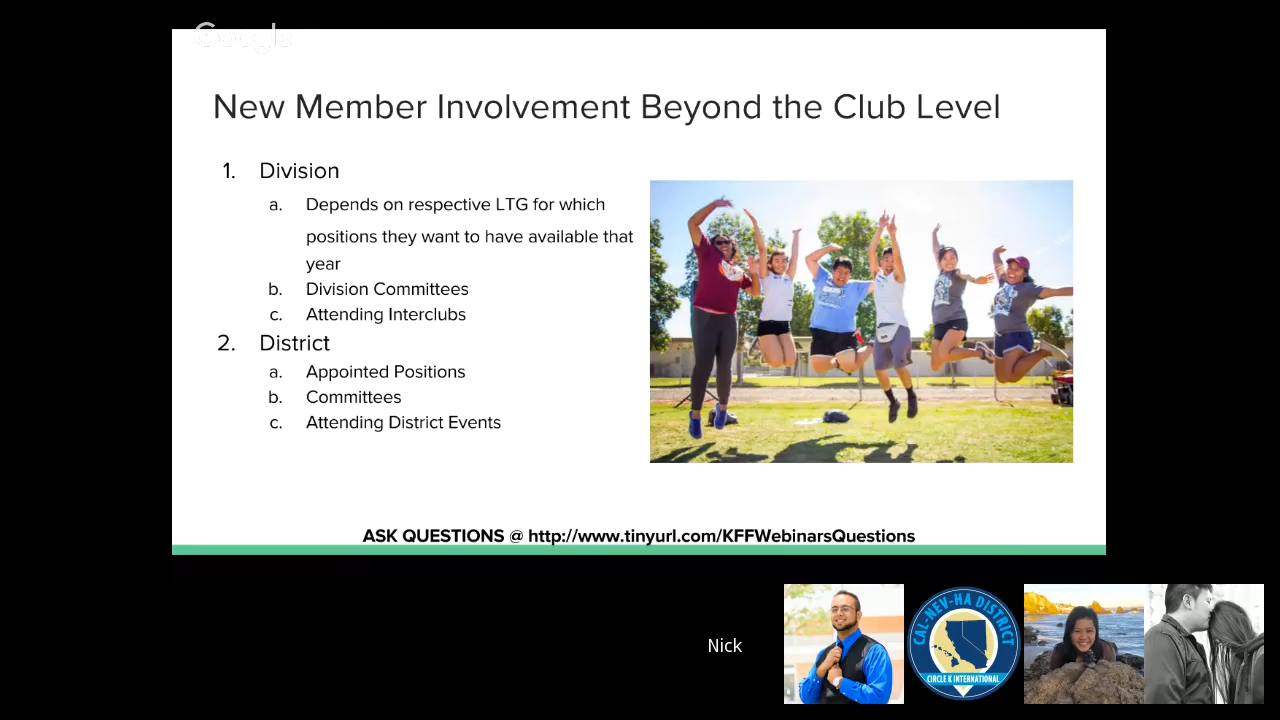 Google
New Member Involvement Beyond the Club Level
1. Division
a. Depends on respective LTG for which
positions they want to have available that
year
b. Division Committees
c. Attending Interclubs
2. District
a. Appointed Positions
b. Committees
c. Attending District Events
ASK QUESTIONS @ http://www.tinyurl.com/KFFWebinarsQuestions
Nick
CAL-NEV-HA DISTRICT
CIRCLE K INTERNATIONAL